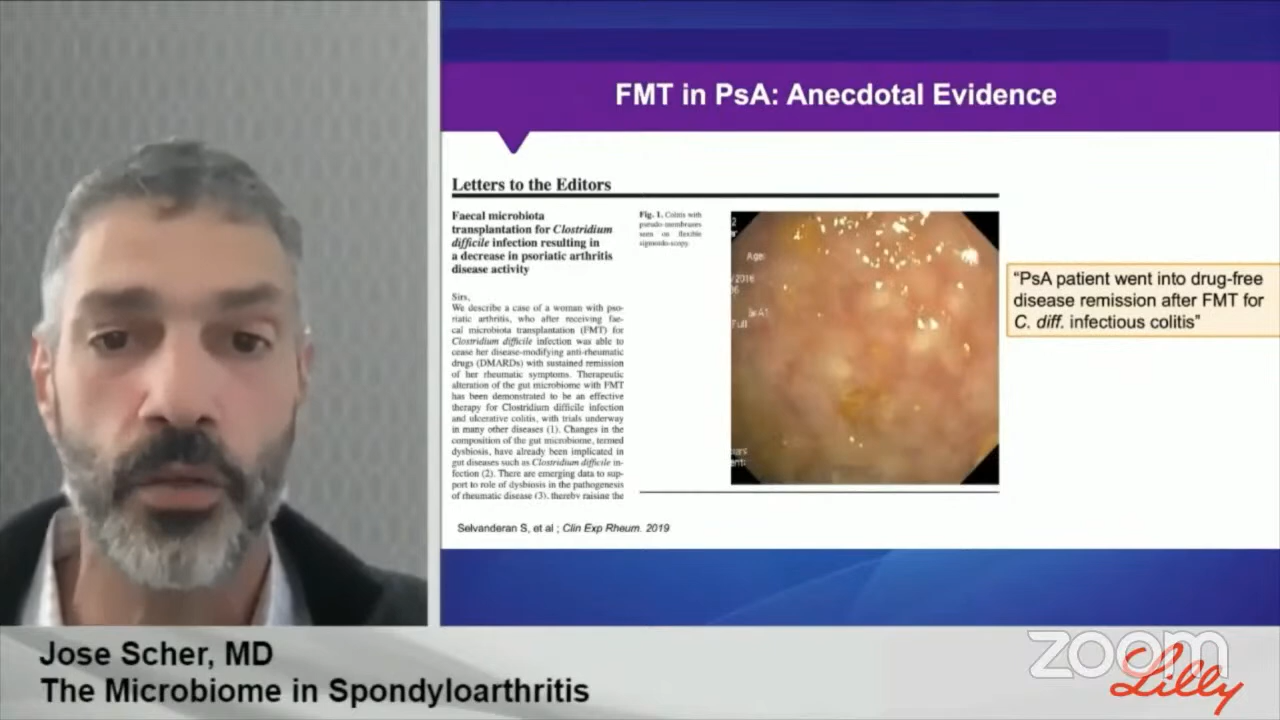 FMT in PsA: Anecdotal Evidence
Letters to the Editors
Faecal microbiota
transplantation for Clostridium
difficile infection resulting in
a decrease in psoriatic arthritis
disease activity
Sirs,
We describe a case of a woman with pso-
riatic arthritis, who after receiving fae-
cal microbiota transplantation (FMT) for
Clostridium difficile infection was able to
cease her disease-modifying anti-rheumatic
drugs (DMARDs) with sustained remission
of her rheumatic symptoms. Therapeutic
alteration of the gut microbiome with FMT
has been demonstrated to be an effective
therapy for Clostridium difficile infection
and ulcerative colitis, with trials underway
in many other diseases (1). Changes in the
composition of the gut microbiome, termed
dysbiosis, have already been implicated in
gut diseases such as Clostridium difficile in-
fection (2). There are emerging data to sup-
port to role of dysbiosis in the pathogenesis
of rheumatic disease (3), thereby raising the
Fig. 1. Colitis with
pseudo-membranes
seen on flexible
sigmoido-scopy.
Age:
/2016
Full
"PsA patient went into drug-free
disease remission after FMT for
C. diff. infectious colitis"
Selvanderan S, et al ; Clin Exp Rheum. 2019
Jose Scher, MD
The Microbiome in Spondyloarthritis
zoom
Lilly